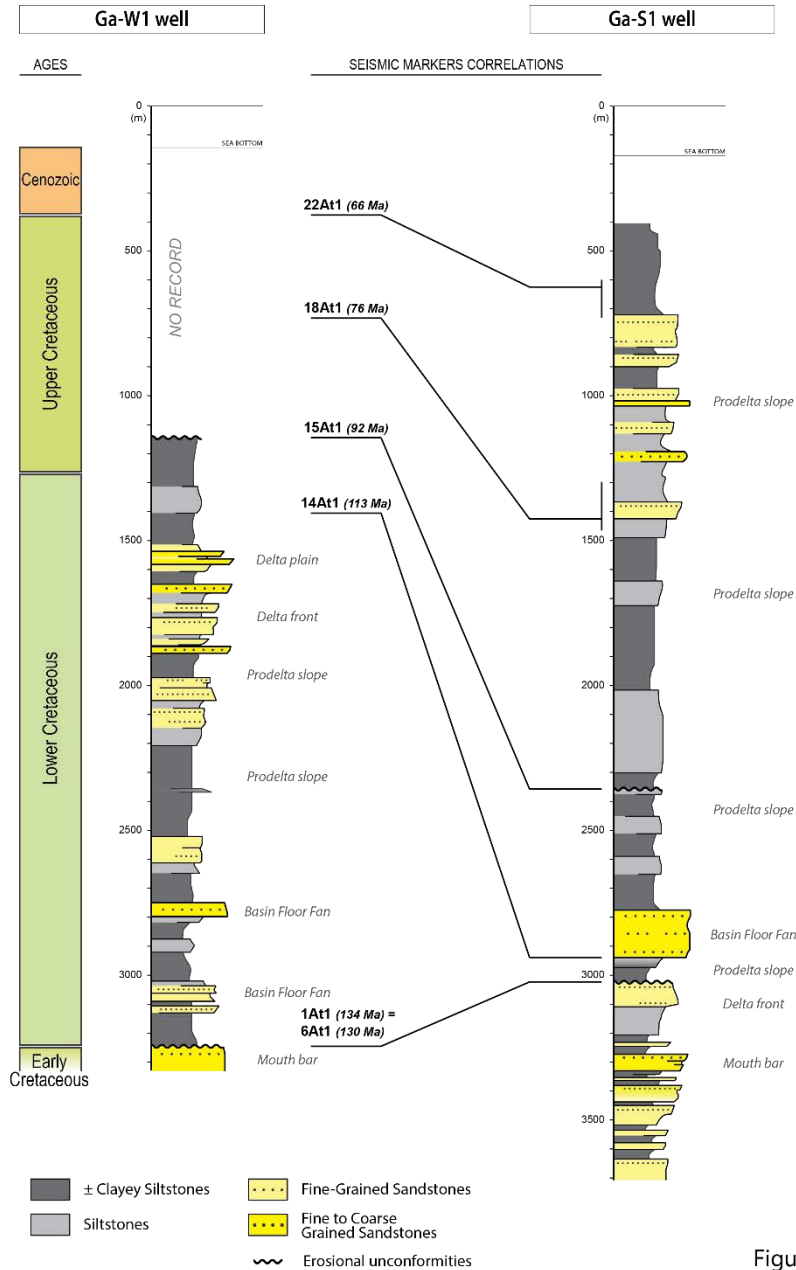 Ga-W1 well
Ga-S1 well
AGES
SEISMIC MARKERS CORRELATIONS
0
(m)
SEA BOTTOM
0
(m)
SEA BOTTOM
Cenozoic
22At1 (66 Ma)
500
500
NO RECORD
18At1 (76 Ma)
Upper Cretaceous
1000
1000
Prodelta slope
15At1 (92 Ma)
14At1 (113 Ma)
1500
1500
Delta plain
Delta front
Prodelta slope
Prodelta slope
2000
2000
Lower Cretaceous
Prodelta slope
Prodelta slope
2500
2500
Basin Floor Fan
Basin Floor Fan
Prodelta slope
3000
3000
Basin Floor Fan
Delta front
1At1 (134 Ma) =
6At1 (130 Ma)
Early
Cretaceous
Mouth bar
Mouth bar
3500
± Clayey Siltstones
Fine-Grained Sandstones
Siltstones
Fine to Coarse
Grained Sandstones
Erosional unconformities
Figu